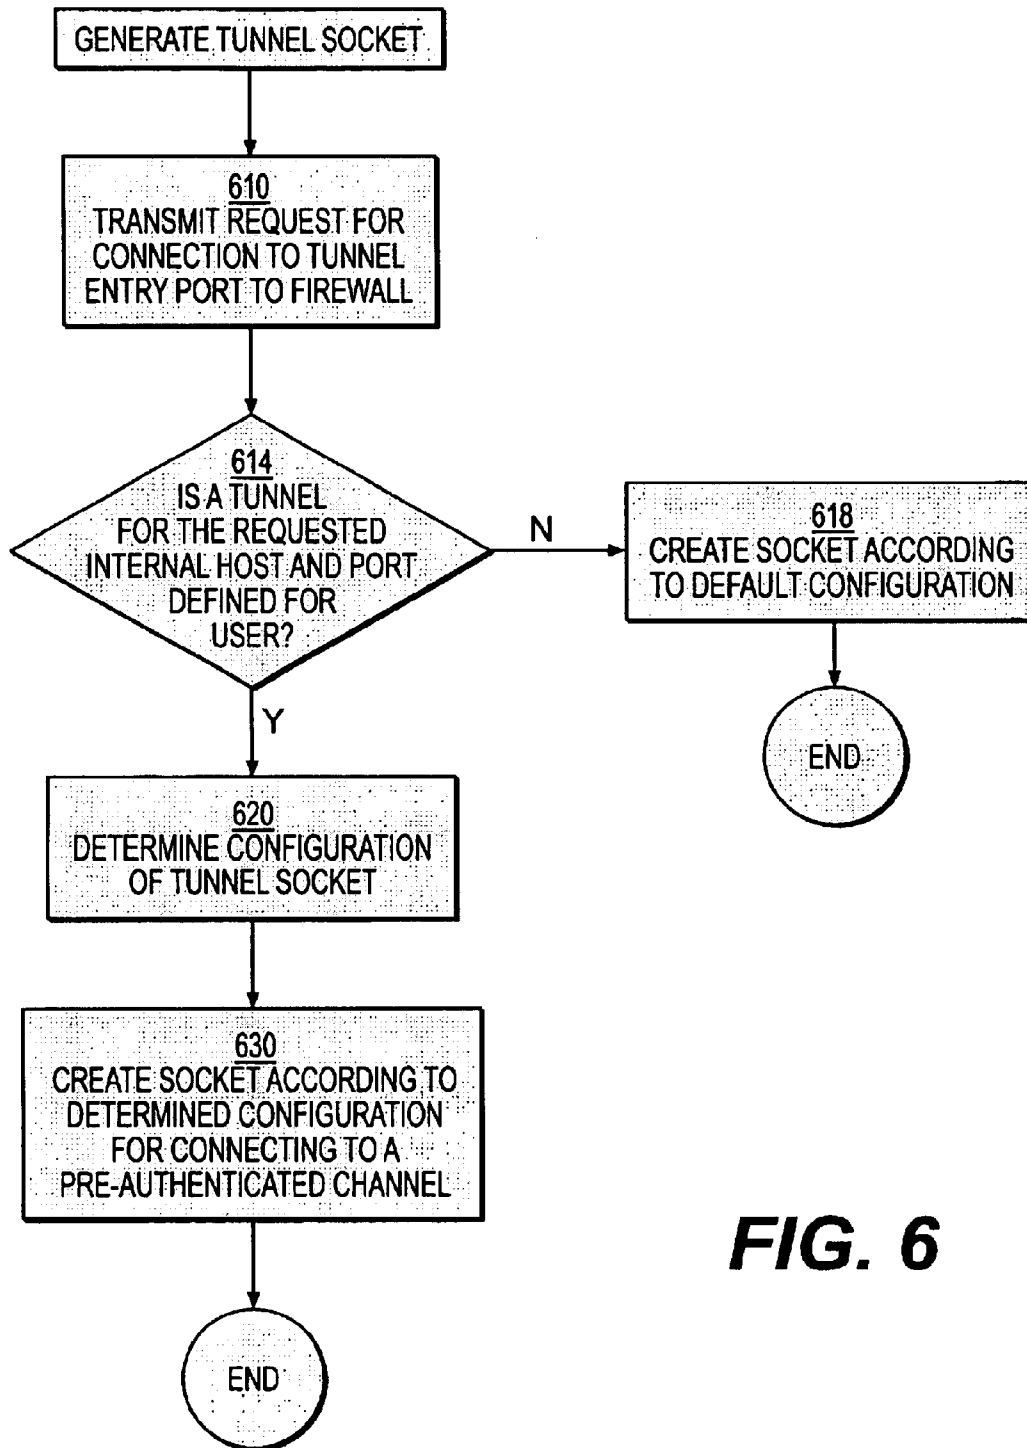 GENERATE TUNNEL SOCKET
610
TRANSMIT REQUEST FOR
CONNECTION TO TUNNEL
ENTRY PORT TO FIREWALL
614
IS A TUNNEL
FOR THE REQUESTED
INTERNAL HOST AND PORT
DEFINED FOR
USER?
N
618
CREATE SOCKET ACCORDING
TO DEFAULT CONFIGURATION
END
Y
620
DETERMINE CONFIGURATION
OF TUNNEL SOCKET
630
CREATE SOCKET ACCORDING TO
DETERMINED CONFIGURATION
FOR CONNECTING TO A
PRE-AUTHENTICATED CHANNEL
END
FIG. 6